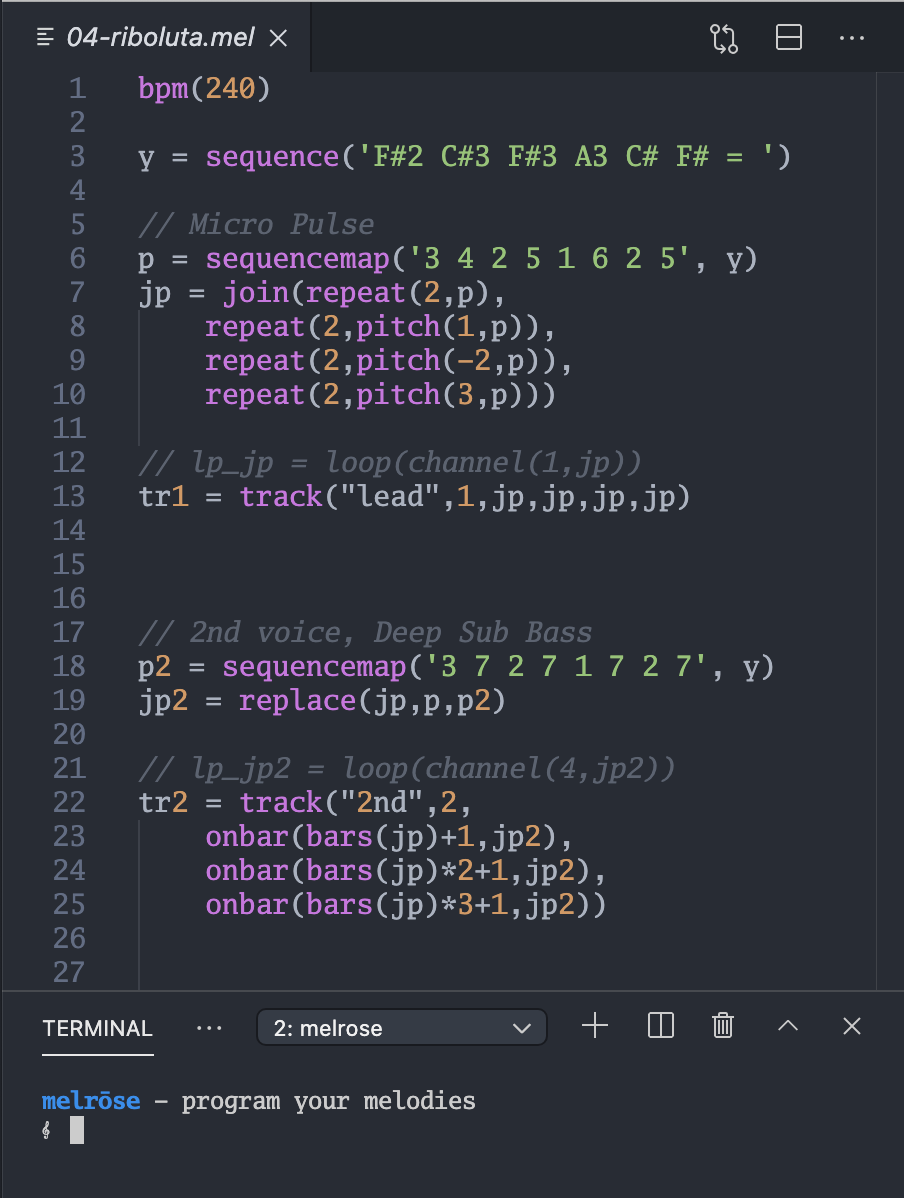 04-riboluta.mel
1 bpm(240)
2
3 y = sequence('F#2 C#3 F#3 A3 C# F# = ')
4
5 // Micro Pulse
6 p = sequencemap('3 4 2 5 1 6 2 5', y)
7 jp = join(repeat(2,p),
8 repeat(2,pitch(1,p)),
9 repeat(2,pitch(-2,p)),
10 repeat(2,pitch(3,p)))
11
12 // lp_jp = loop(channel(1,jp))
13 tr1 = track("lead",1,jp,jp,jp,jp)
14
15
16
17 // 2nd voice, Deep Sub Bass
18 p2 = sequencemap('3 7 2 7 1 7 2 7', y)
19 jp2 = replace(jp,p,p2)
20
21 // lp_jp2 = loop(channel(4,jp2))
22 tr2 = track("2nd",2,
23 onbar(bars(jp)+1,jp2),
24 onbar(bars(jp)*2+1,jp2),
25 onbar(bars(jp)*3+1,jp2))
26
27
TERMINAL ··· 2: melrose
melrōse - program your melodies
𝄞